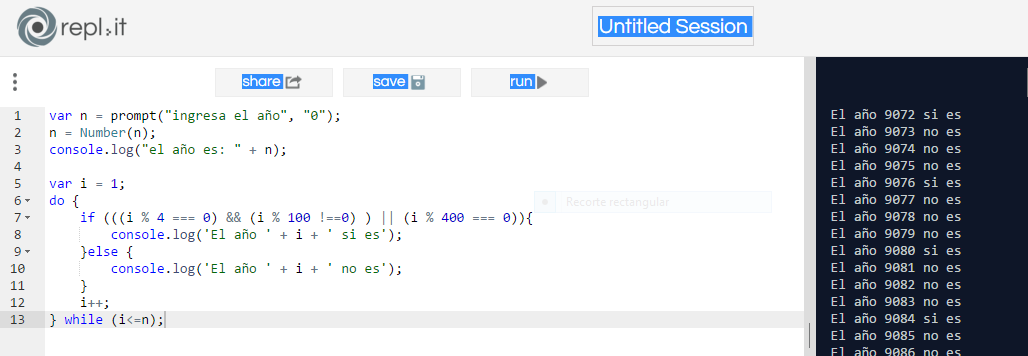 repl.it
Untitled Session
share save run
1 var n = prompt("ingresa el año", "0");
2 n = Number(n);
3 console.log("el año es: " + n);
4
5 var i = 1;
6 do {
7 if (((i % 4 === 0) && (i % 100 !==0) ) || (i % 400 === 0)){
8 console.log('El año ' + i + ' si es');
9 }else {
10 console.log('El año ' + i + ' no es');
11 }
12 i++;
13 } while (i<=n);
Recorte rectangular
El año 9072 si es
El año 9073 no es
El año 9074 no es
El año 9075 no es
El año 9076 si es
El año 9077 no es
El año 9078 no es
El año 9079 no es
El año 9080 si es
El año 9081 no es
El año 9082 no es
El año 9083 no es
El año 9084 si es
El año 9085 no es
El año 9086 no es